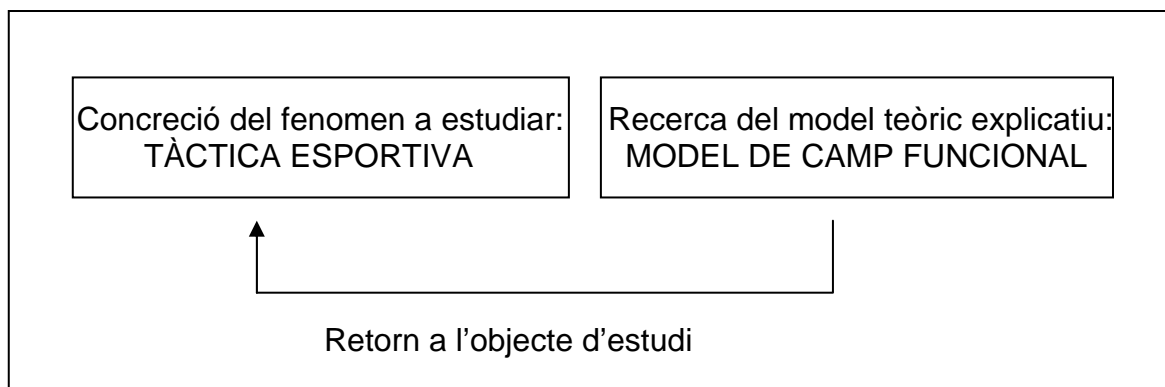 Concreció del fenomen a estudiar:
TÀCTICA ESPORTIVA
Recerca del model teòric explicatiu:
MODEL DE CAMP FUNCIONAL
Retorn a l’objecte d’estudi